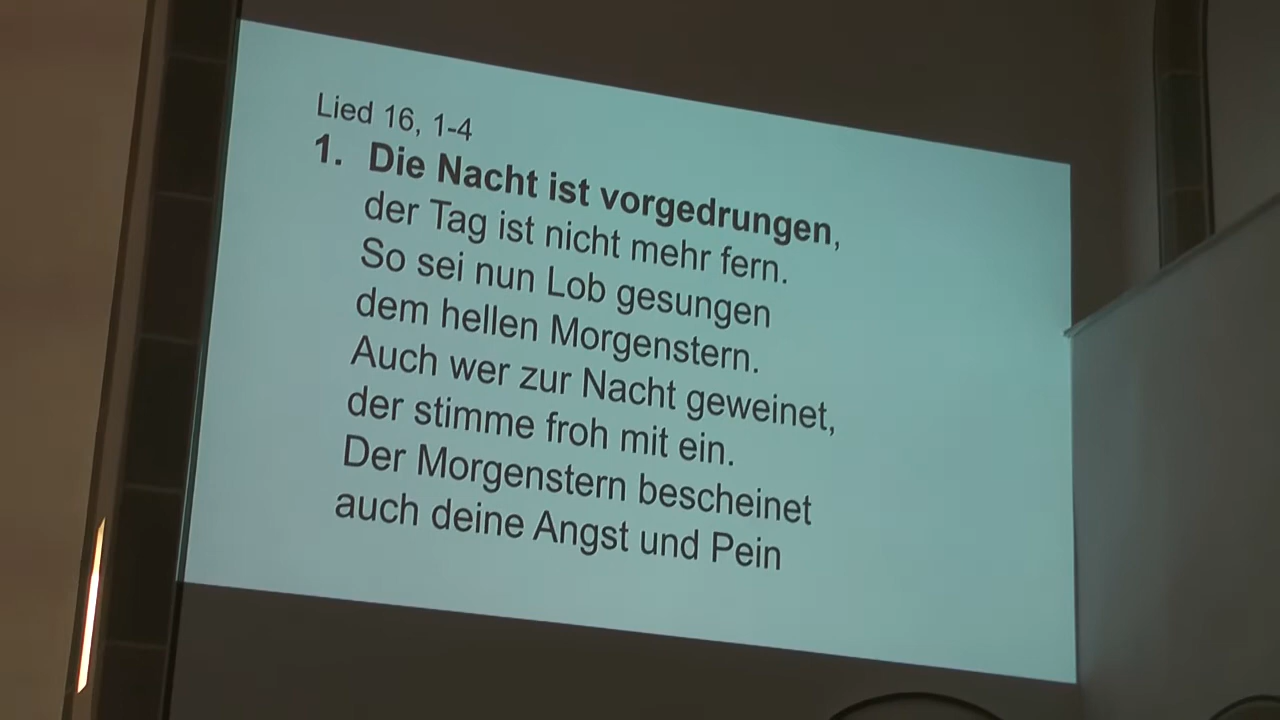 Lied 16, 1-4
1. Die Nacht ist vorgedrungen,
der Tag ist nicht mehr fern.
So sei nun Lob gesungen
dem hellen Morgenstern.
Auch wer zur Nacht geweinet,
der stimme froh mit ein.
Der Morgenstern bescheinet
auch deine Angst und Pein